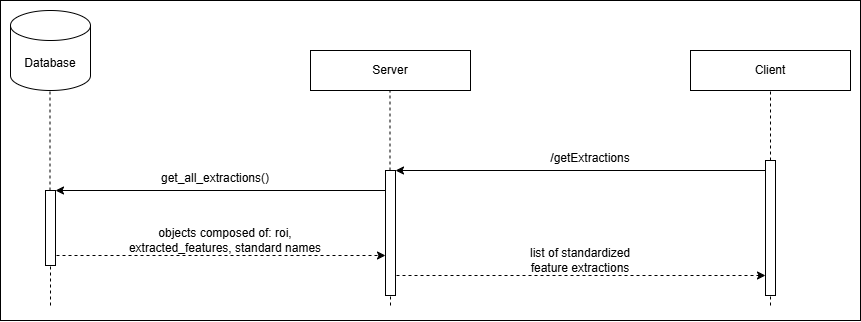 Database
Server
Client
/getExtractions
get_all_extractions()
objects composed of: roi,
extracted_features, standard names
list of standardized
feature extractions